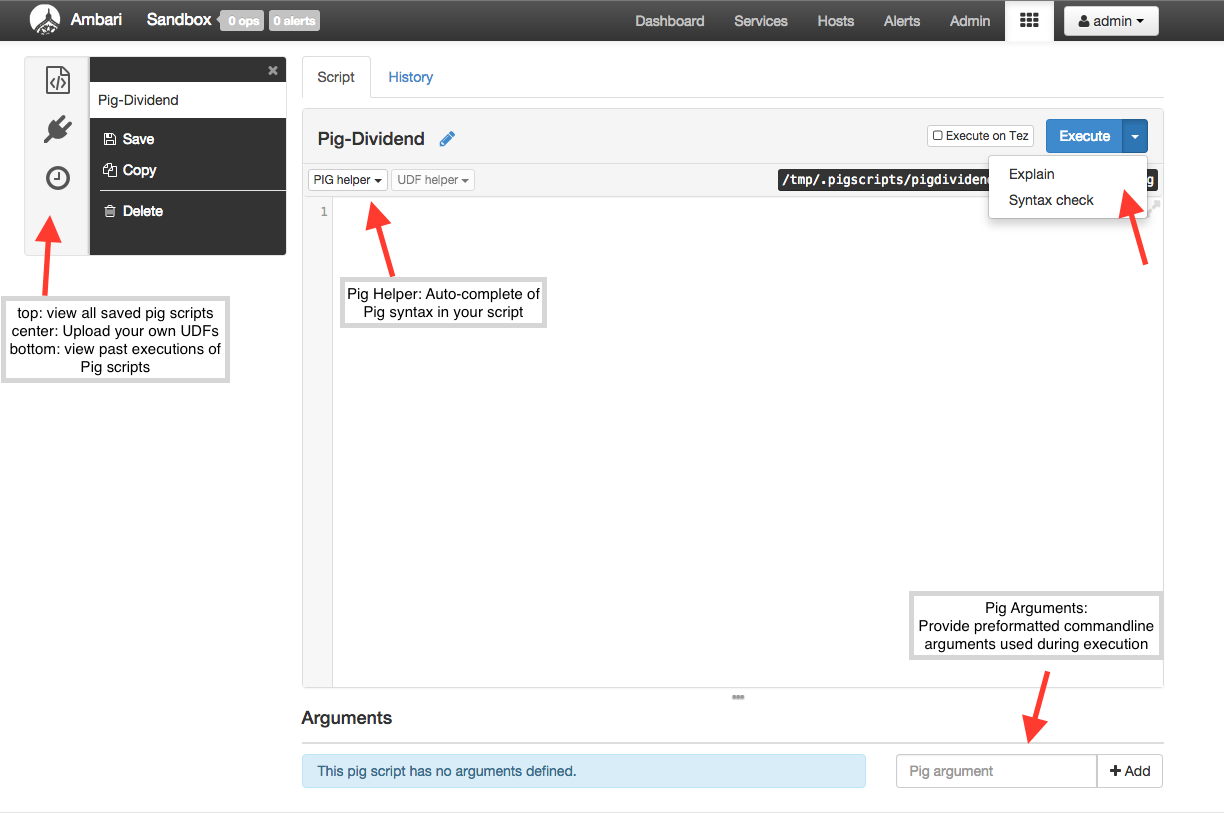 Ambari Sandbox 0 ops 0 alerts Dashboard Services Hosts Alerts Admin admin
Pig-Dividend
Save
Copy
Delete
top: view all saved pig scripts
center: Upload your own UDFs
bottom: view past executions of
Pig scripts
Script History
Pig-Dividend Execute on Tez Execute
Explain
Syntax check
PIG helper UDF helper /tmp/.pigscripts/pigdividen
1
Pig Helper: Auto-complete of
Pig syntax in your script
Pig Arguments:
Provide preformatted commandline
arguments used during execution
Arguments
This pig script has no arguments defined. Pig argument + Add